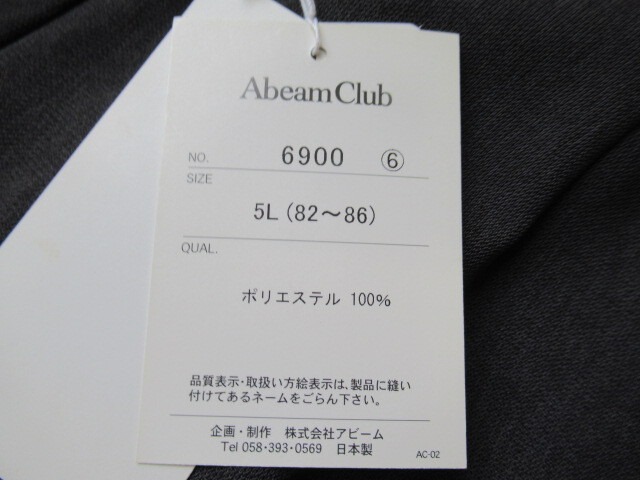 Abeam Club
NO. 6900 ⑥
SIZE
5L (82～86)
QUAL.
ポリエステル 100%
品質表示・取扱い方絵表示は、製品に縫い
付けてあるネームをごらん下さい。
企画・制作 株式会社アビーム
Tel 058・393・0569 日本製
AC-02